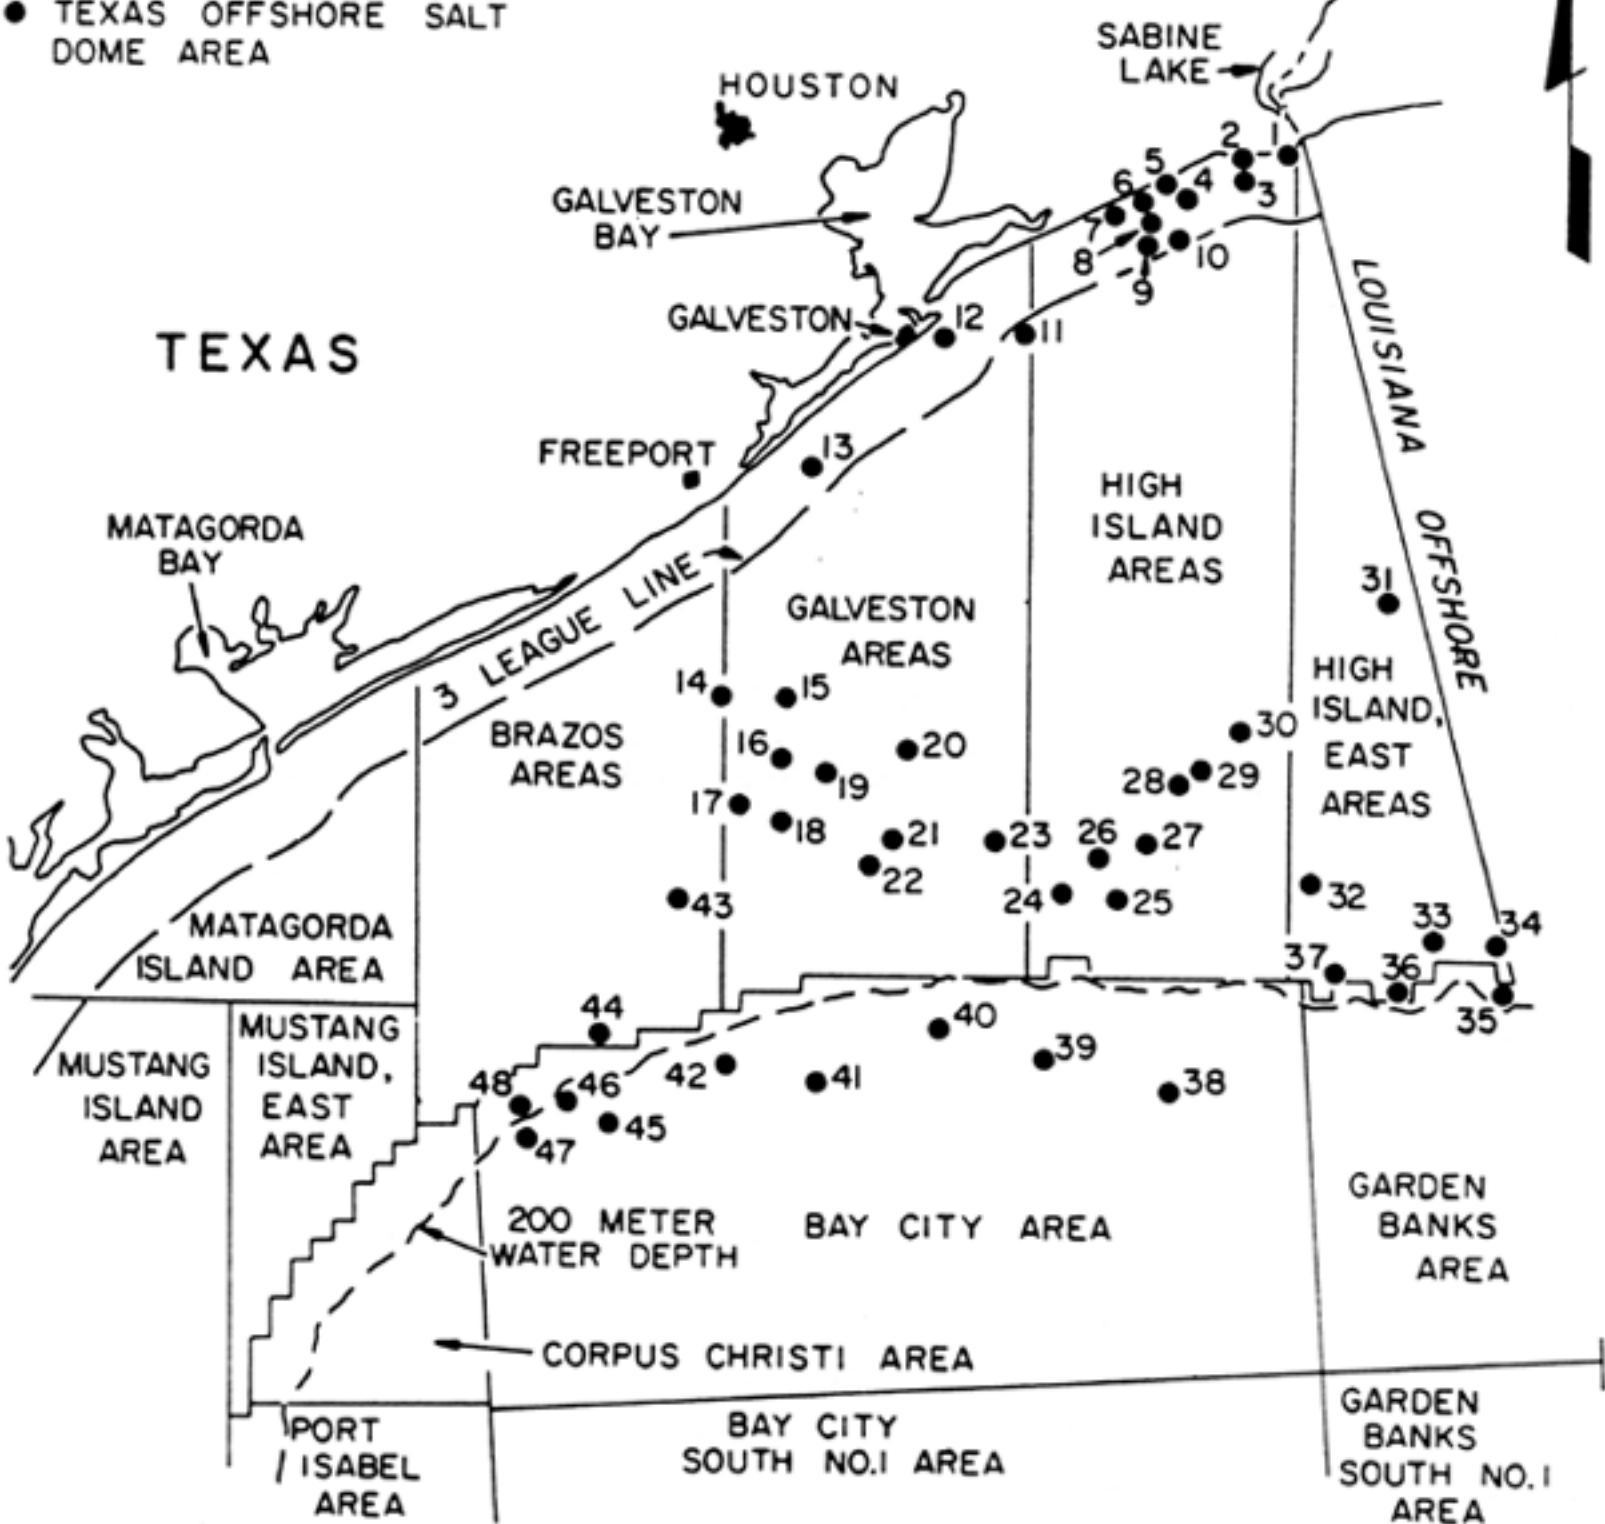 TEXAS OFFSHORE SALT
DOME AREA
SABINE
LAKE
HOUSTON
1
2
3
4
5
6
7
8
9
10
GALVESTON
BAY
GALVESTON
12
11
TEXAS
LOUISIANA OFFSHORE
FREEPORT
13
HIGH
ISLAND
AREAS
MATAGORDA
BAY
3 LEAGUE LINE
31
GALVESTON
AREAS
HIGH
ISLAND,
EAST
AREAS
14
15
BRAZOS
AREAS
16
20
30
19
28
29
17
18
21
23
26
27
22
24
25
32
43
33
34
MATAGORDA
ISLAND AREA
37
36
35
MUSTANG
ISLAND
AREA
MUSTANG
ISLAND,
EAST
AREA
44
40
39
42
41
38
48
46
45
47
200 METER
WATER DEPTH
BAY CITY AREA
GARDEN
BANKS
AREA
CORPUS CHRISTI AREA
PORT
ISABEL
AREA
BAY CITY
SOUTH NO.1 AREA
GARDEN
BANKS
SOUTH NO.1
AREA